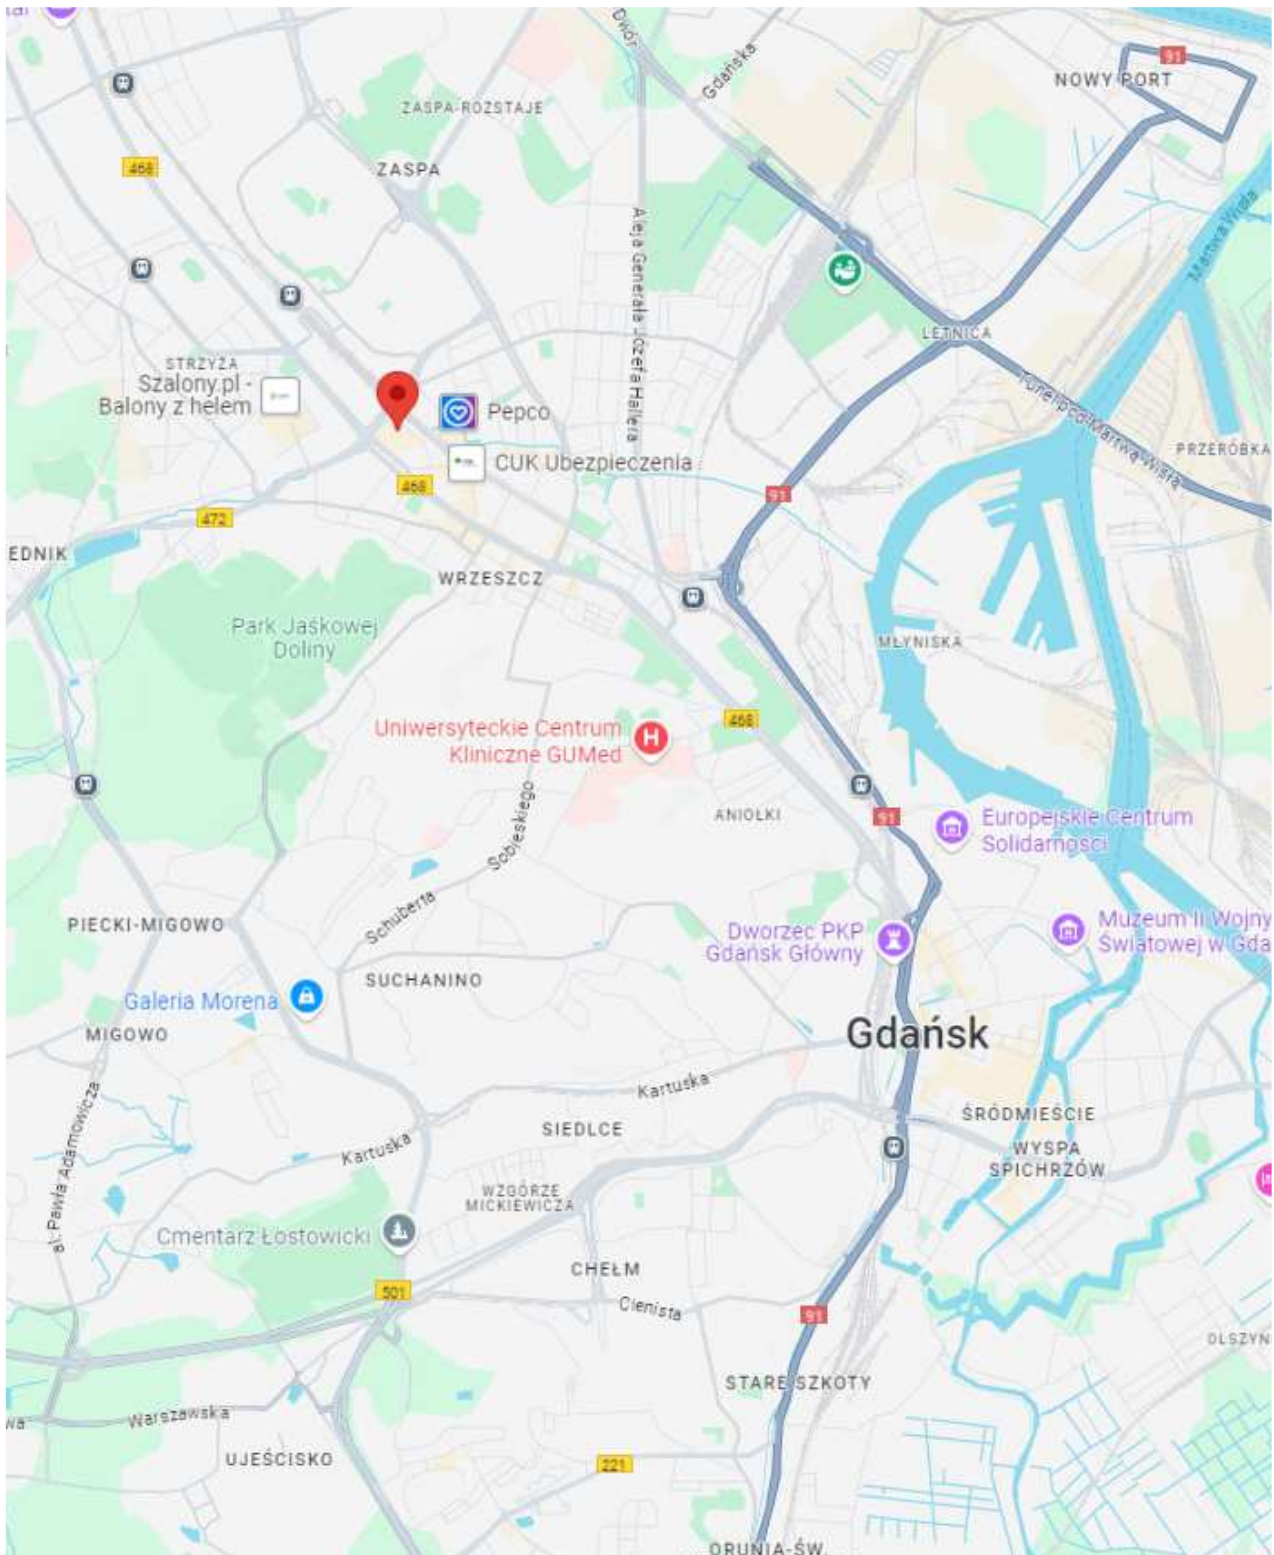 Dwór
Gdańska
91
NOWY PORT
ZASPA-ROZSTAJE
468
ZASPA
Martwa Wisła
Aleja Generała Józefa Hallera
LETNICA
STRZYŻA
Szalony.pl -
Balony z helem
Pepco
Tunel pod Martwą Wisłą
PRZERÓBKA
CUK Ubezpieczenia
468
91
472
EDNIK
WRZESZCZ
Park Jaśkowej
Doliny
MŁYNISKA
Uniwersyteckie Centrum
Kliniczne GUMed
H
468
ANIOŁKI
91
Europejskie Centrum
Solidarności
Sobieskiego
Schuberta
PIECKI-MIGOWO
Dworzec PKP
Gdańsk Główny
Muzeum II Wojny
Światowej w Gda
SUCHANINO
Galeria Morena
MIGOWO
Gdańsk
Kartuska
ŚRÓDMIEŚCIE
SIEDLCE
Kartuska
WYSPA
SPICHRZÓW
al. Pawła Adamowicza
WZGÓRZE
MICKIEWICZA
Cmentarz Łostowicki
CHEŁM
501
Cienista
91
OLSZYN
STARE SZKOTY
wa
Warszawska
UJEŚCISKO
221
ORUNIA-ŚW.